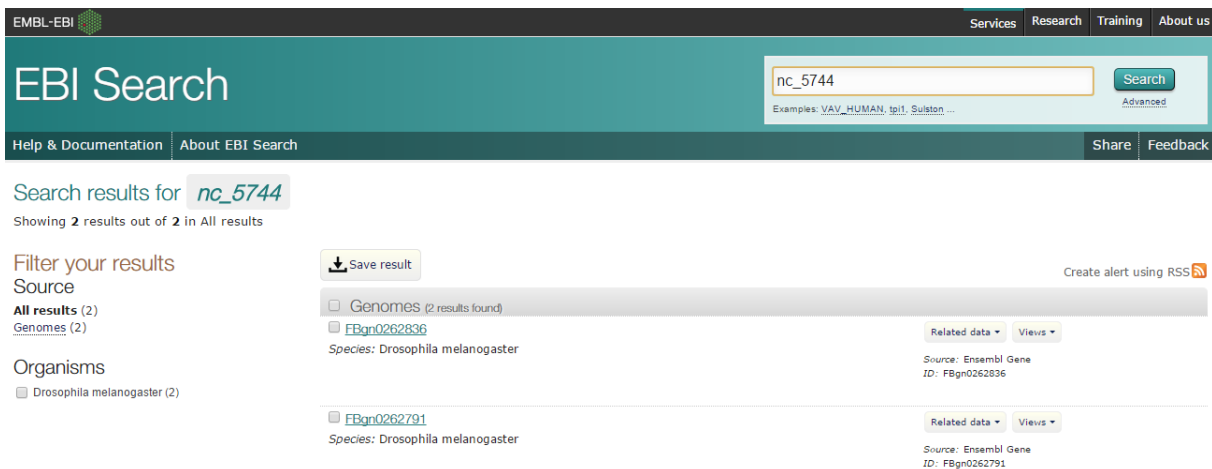 EMBL-EBI
Services Research Training About us
EBI Search
nc_5744
Search
Examples: VAV_HUMAN, tpi1, Sulston ...
Advanced
Help & Documentation About EBI Search
Share Feedback
Search results for nc_5744
Showing 2 results out of 2 in All results
Filter your results
Source
All results (2)
Genomes (2)
Organisms
Drosophila melanogaster (2)
Save result
Create alert using RSS
Genomes (2 results found)
FBgn0262836
Species: Drosophila melanogaster
Related data Views
Source: Ensembl Gene
ID: FBgn0262836
FBgn0262791
Species: Drosophila melanogaster
Related data Views
Source: Ensembl Gene
ID: FBgn0262791